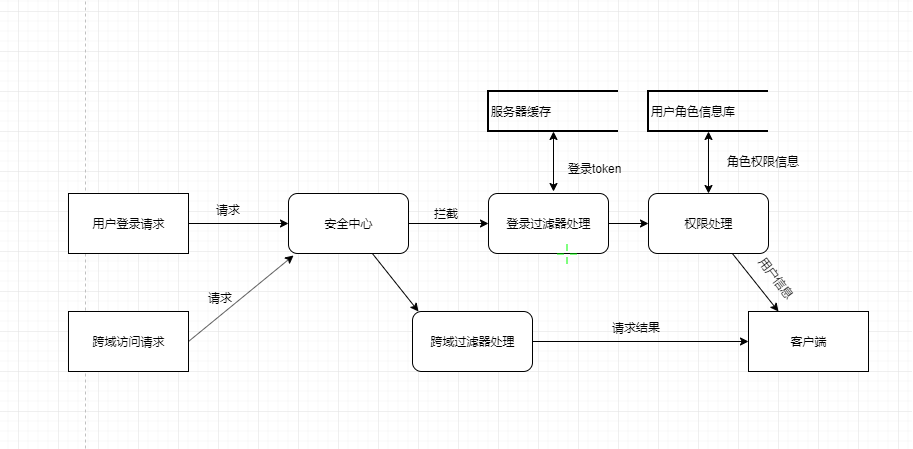 服务器缓存
用户角色信息库
登录token
角色权限信息
用户登录请求
请求
安全中心
拦截
登录过滤器处理
权限处理
用户信息
请求
跨域访问请求
跨域过滤器处理
请求结果
客户端